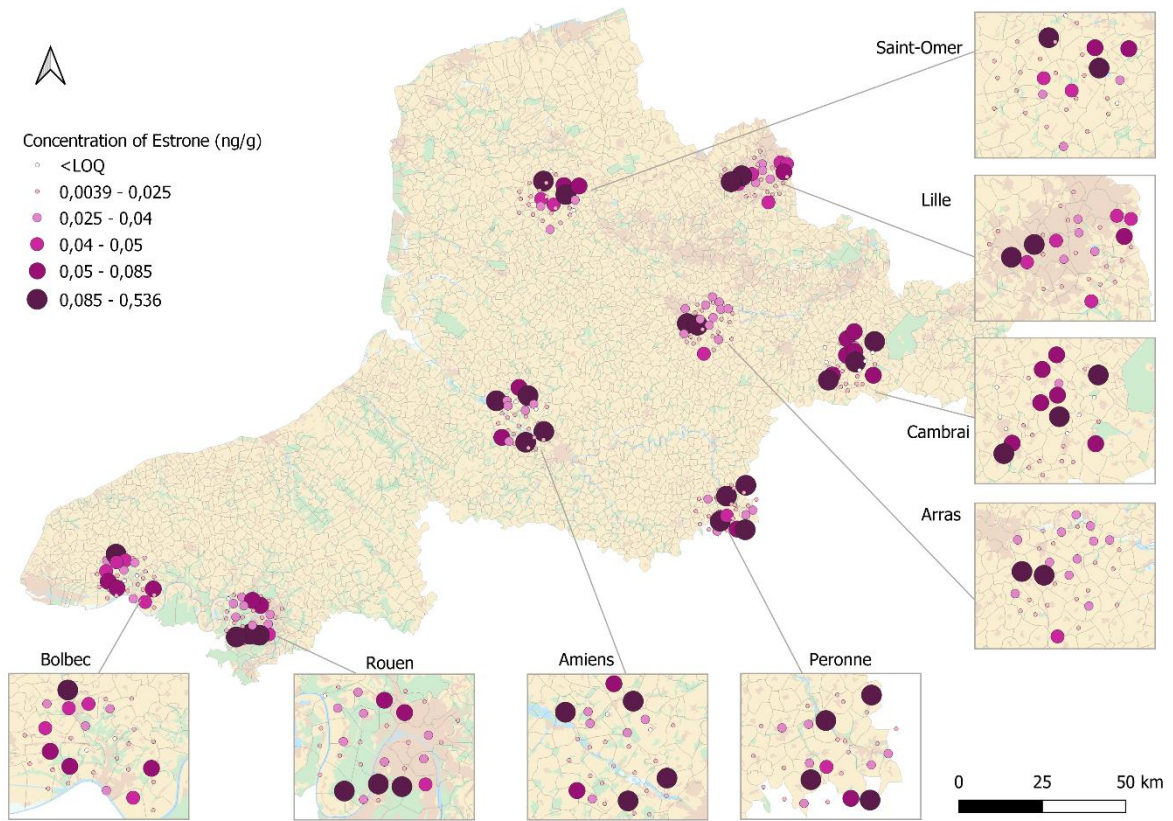 Saint-Omer
Concentration of Estrone (ng/g)
<LOQ
0,0039 - 0,025
0,025 - 0,04
0,04 - 0,05
0,05 - 0,085
0,085 - 0,536
Lille
Cambrai
Arras
Bolbec
Rouen
Amiens
Peronne
0 25 50 km